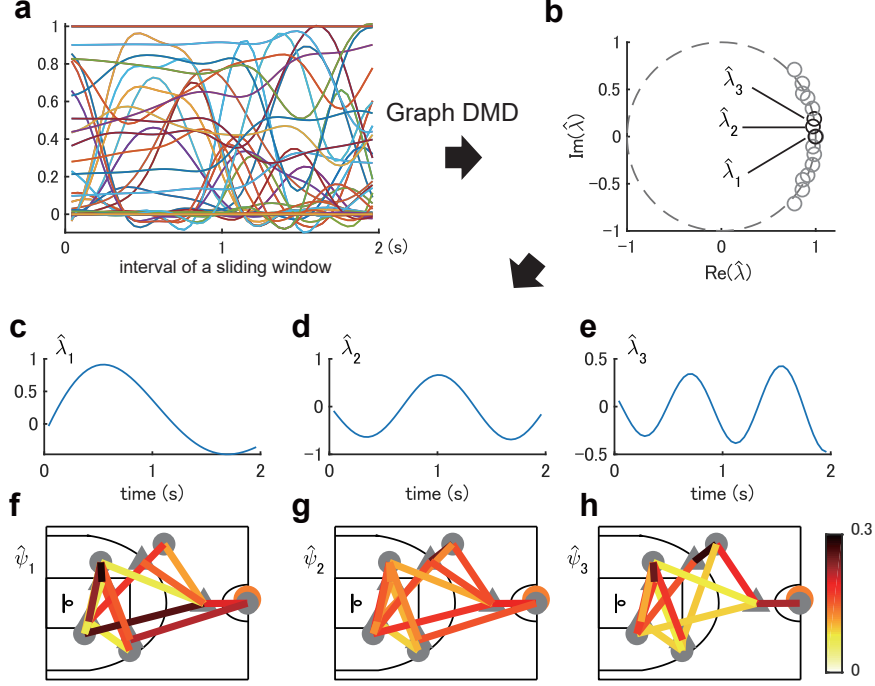 a
1
0.8
0.6
0.4
0.2
0
0 1 2 (s)
interval of a sliding window
Graph DMD
b
1
0.5
0
-0.5
-1
-1 0 1
Im(λ̂)
Re(λ̂)
λ̂3
λ̂2
λ̂1
c
λ̂1
1
0.5
0
0 1 2
time (s)
d
λ̂2
1
0
-1
0 1 2
time (s)
e
λ̂3
0.5
0
-0.5
0 1 2
time (s)
f
ψ̂1
g
ψ̂2
h
ψ̂3
0.3
0